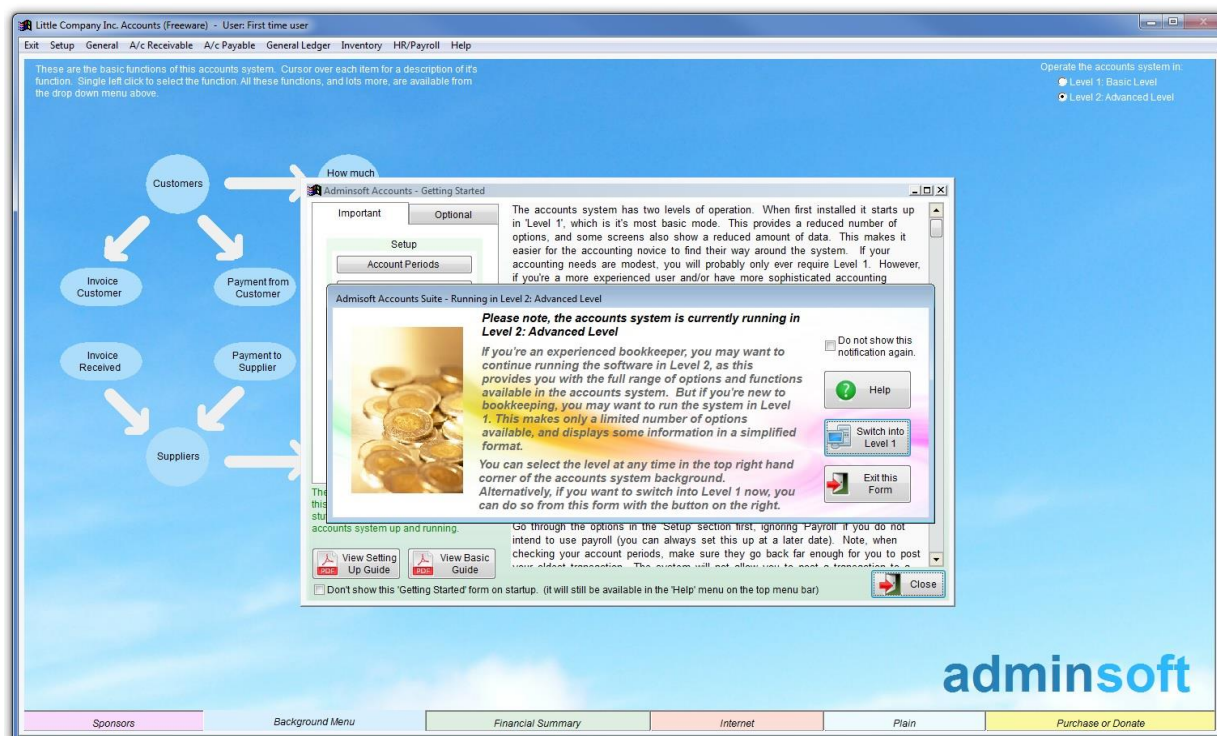 Little Company Inc. Accounts (Freeware) - User: First time user
Exit Setup General A/c Receivable A/c Payable General Ledger Inventory HR/Payroll Help
These are the basic functions of this accounts system. Cursor over each item for a description of it's
function. Single left click to select the function. All these functions, and lots more, are available from
the drop down menu above.
Operate the accounts system in:
Level 1: Basic Level
Level 2: Advanced Level
Customers
How much
Invoice
Customer
Payment from
Customer
Invoice
Received
Payment to
Supplier
Suppliers
Adminsoft Accounts - Getting Started
Important
Optional
Setup
Account Periods
The accounts system has two levels of operation. When first installed it starts up
in 'Level 1', which is it's most basic mode. This provides a reduced number of
options, and some screens also show a reduced amount of data. This makes it
easier for the accounting novice to find their way around the system. If your
accounting needs are modest, you will probably only ever require Level 1. However,
if you're a more experienced user and/or have more sophisticated accounting
Admisoft Accounts Suite - Running in Level 2: Advanced Level
Please note, the accounts system is currently running in
Level 2: Advanced Level
If you're an experienced bookkeeper, you may want to
continue running the software in Level 2, as this
provides you with the full range of options and functions
available in the accounts system. But if you're new to
bookkeeping, you may want to run the system in Level
1. This makes only a limited number of options
available, and displays some information in a simplified
format.
You can select the level at any time in the top right hand
corner of the accounts system background.
Alternatively, if you want to switch into Level 1 now, you
can do so from this form with the button on the right.
Do not show this
notification again.
Help
Switch into
Level 1
Exit this
Form
The
this
stu
accounts system up and running.
Go through the options in the 'Setup' section first, ignoring 'Payroll' if you do not
intend to use payroll (you can always set this up at a later date). Note, when
checking your account periods, make sure they go back far enough for you to post
your oldest transaction. The system will not allow you to post a transaction to a
PDF
View Setting
Up Guide
PDF
View Basic
Guide
Close
Don't show this 'Getting Started' form on startup. (it will still be available in the 'Help' menu on the top menu bar)
adminsoft
Sponsors
Background Menu
Financial Summary
Internet
Plain
Purchase or Donate